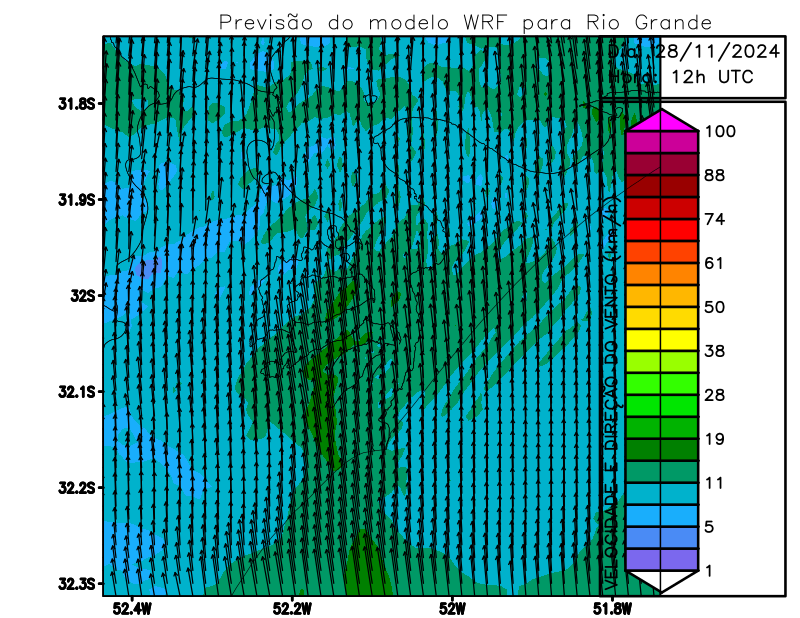 Previsão do modelo WRF para Rio Grande
Dia: 28/11/2024
Hora: 12h UTC
31.8S
31.9S
32S
32.1S
32.2S
32.3S
52.4W
52.2W
52W
51.8W
VELOCIDADE E DIREÇÃO DO VENTO (km/h)
100
88
74
61
50
38
28
19
11
5
1